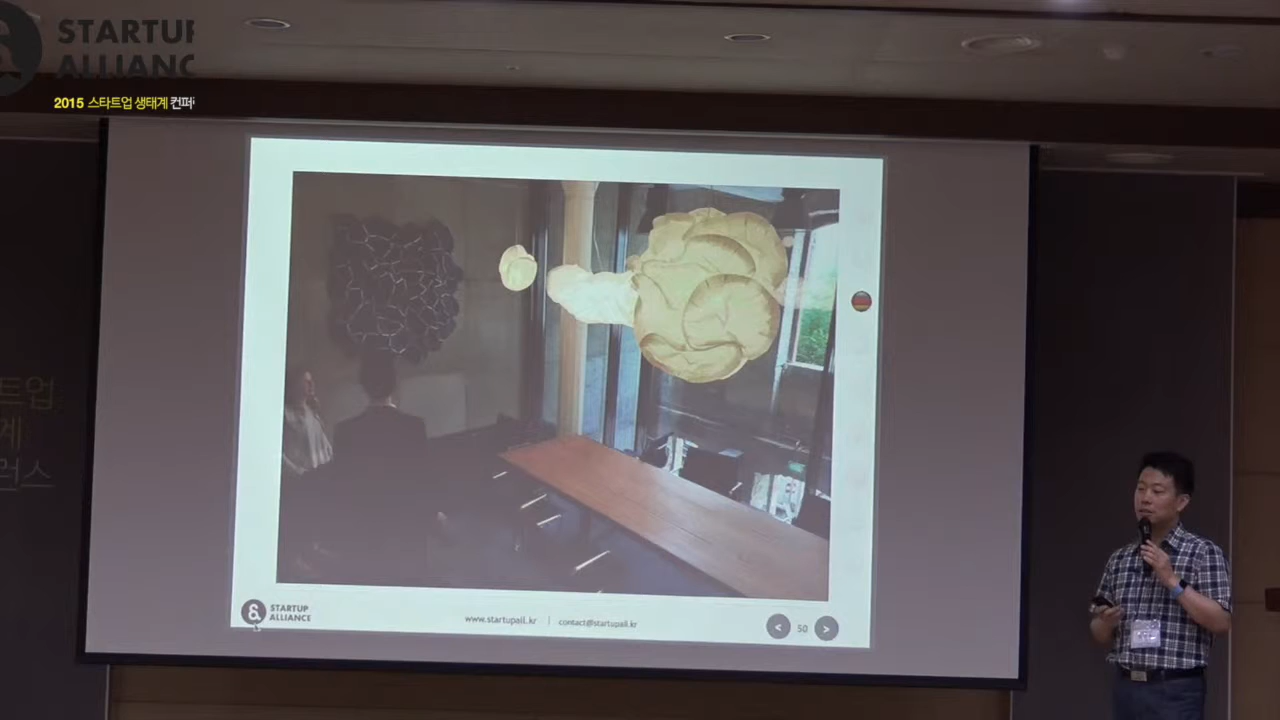 STARTUP
ALLIANC
2015 스타트업 생태계 컨퍼
트업
계
런스
STARTUP
ALLIANCE
www.startupall.kr | contact@startupall.kr
< 50 >